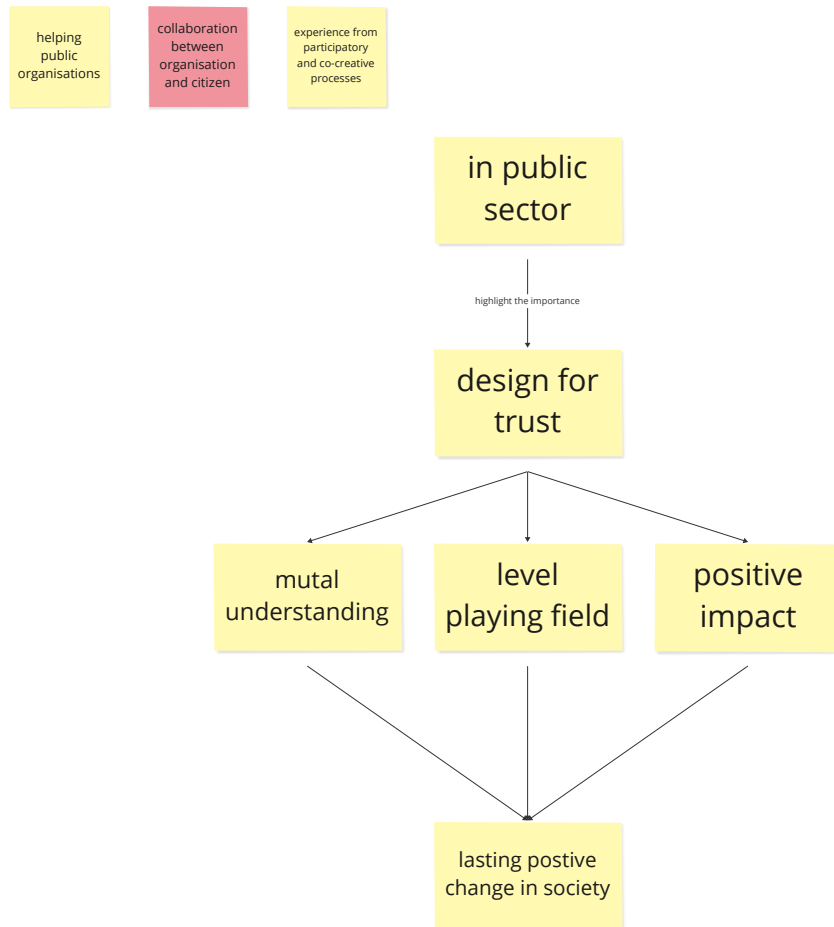 helping
public
organisations
collaboration
between
organisation
and citizen
experience from
participatory
and co-creative
processes
in public
sector
highlight the importance
design for
trust
mutal
understanding
level
playing field
positive
impact
lasting postive
change in society